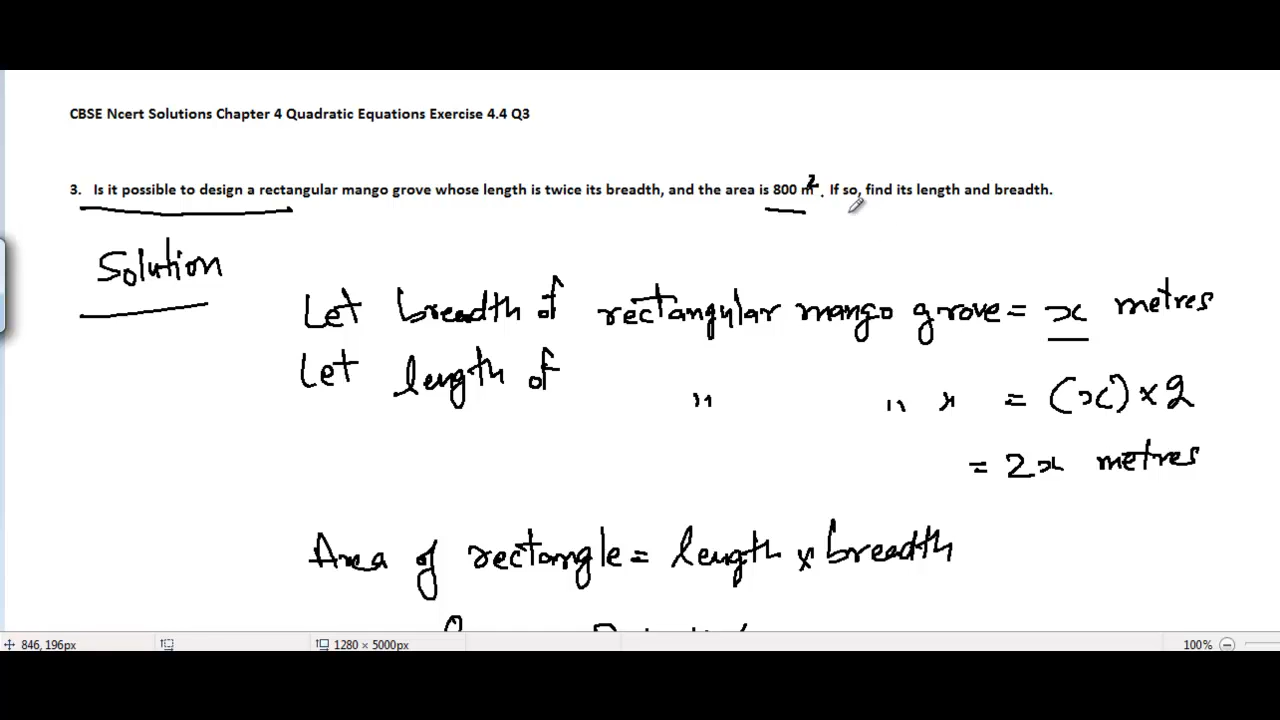 CBSE Ncert Solutions Chapter 4 Quadratic Equations Exercise 4.4 Q3
3. Is it possible to design a rectangular mango grove whose length is twice its breadth, and the area is 800 m². If so, find its length and breadth.
Solution
Let breadth of rectangular mango grove = x metres
Let length of " " " = (x) × 2
= 2x metres
Area of rectangle = length × breadth
846, 196px 1280 × 5000px 100%